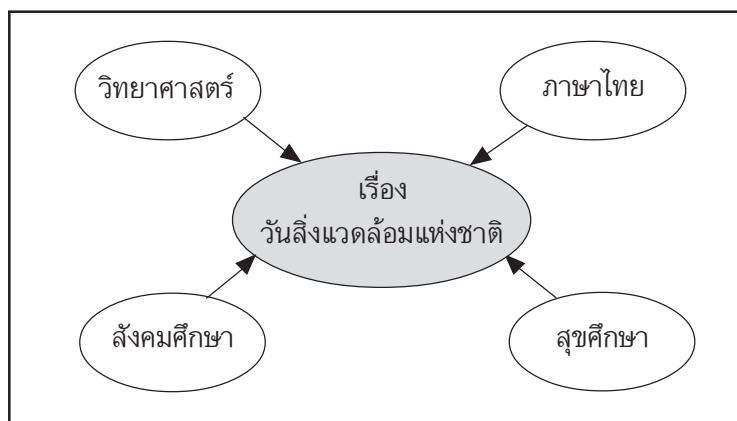 วิทยาศาสตร์
ภาษาไทย
เรื่อง
วันสิ่งแวดล้อมแห่งชาติ
สังคมศึกษา
สุขศึกษา